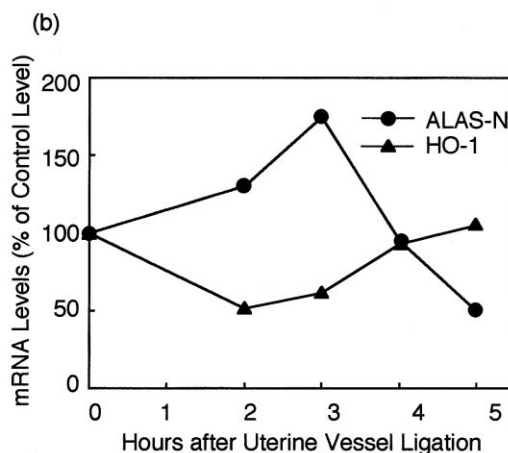 (b)
mRNA Levels (% of Control Level)
200
150
100
50
0
ALAS-N
HO-1
0 1 2 3 4 5
Hours after Uterine Vessel Ligation